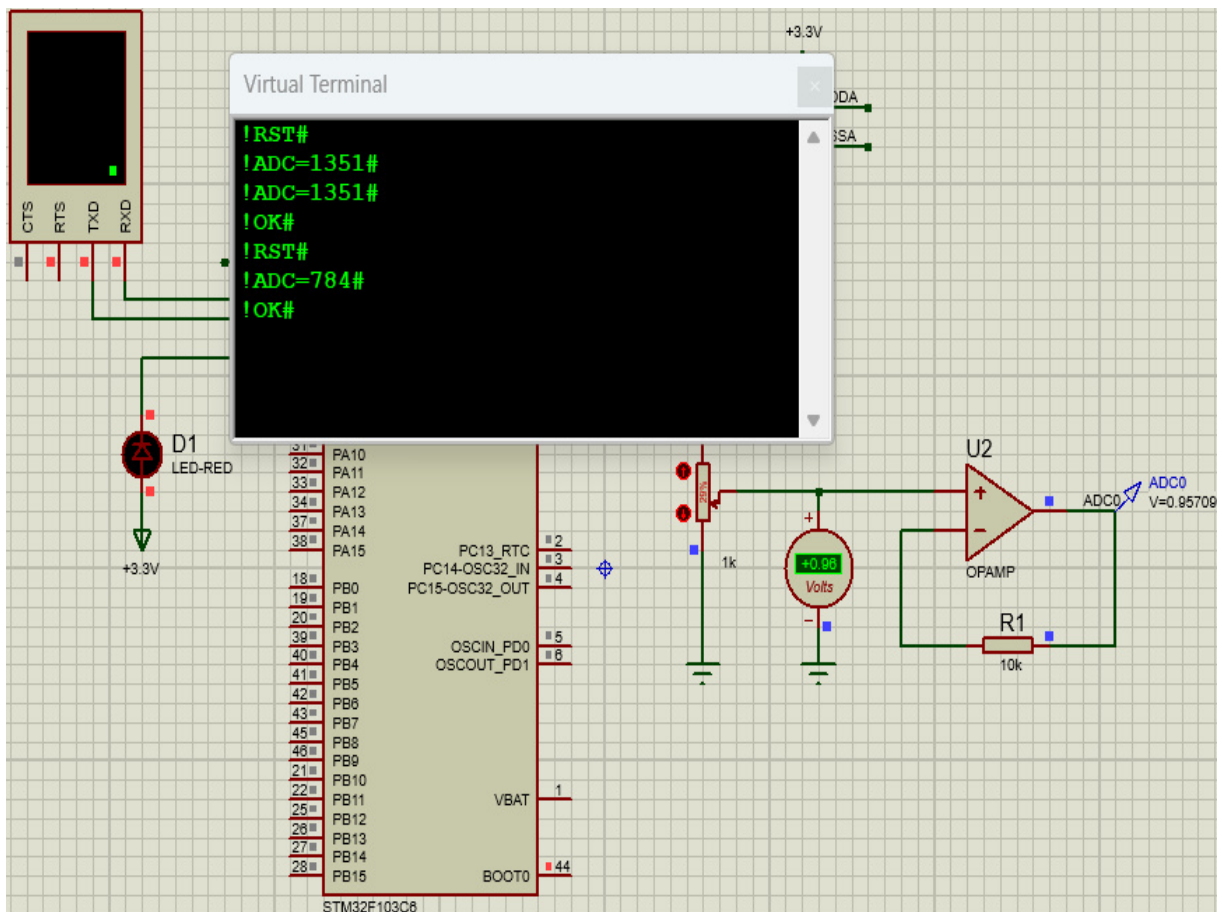 +3.3V
Virtual Terminal
DDA
SSA
!RST#
!ADC=1351#
!ADC=1351#
!OK#
!RST#
!ADC=784#
!OK#
CTS
RTS
TXD
RXD
D1
LED-RED
+3.3V
31
PA10
32
PA11
33
PA12
34
PA13
37
PA14
38
PA15
18
PB0
19
PB1
20
PB2
39
PB3
40
PB4
41
PB5
42
PB6
43
PB7
45
PB8
46
PB9
21
PB10
22
PB11
25
PB12
26
PB13
27
PB14
28
PB15
PC13_RTC
2
PC14-OSC32_IN
3
PC15-OSC32_OUT
4
OSCIN_PD0
5
OSCOUT_PD1
6
VBAT
1
BOOT0
44
STM32F103C6
29%
1k
+0.96
Volts
U2
OPAMP
ADC0
ADC0
V=0.95709
R1
10k